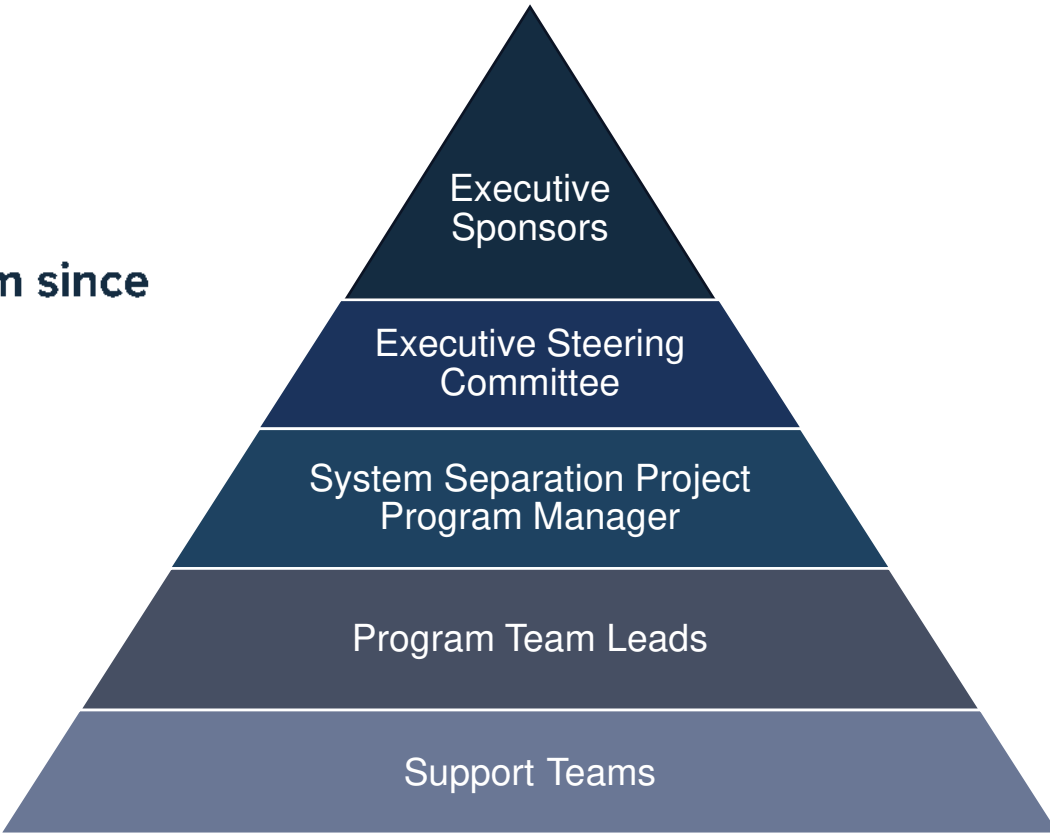 Executive
Sponsors
m since
Executive Steering
Committee
System Separation Project
Program Manager
Program Team Leads
Support Teams